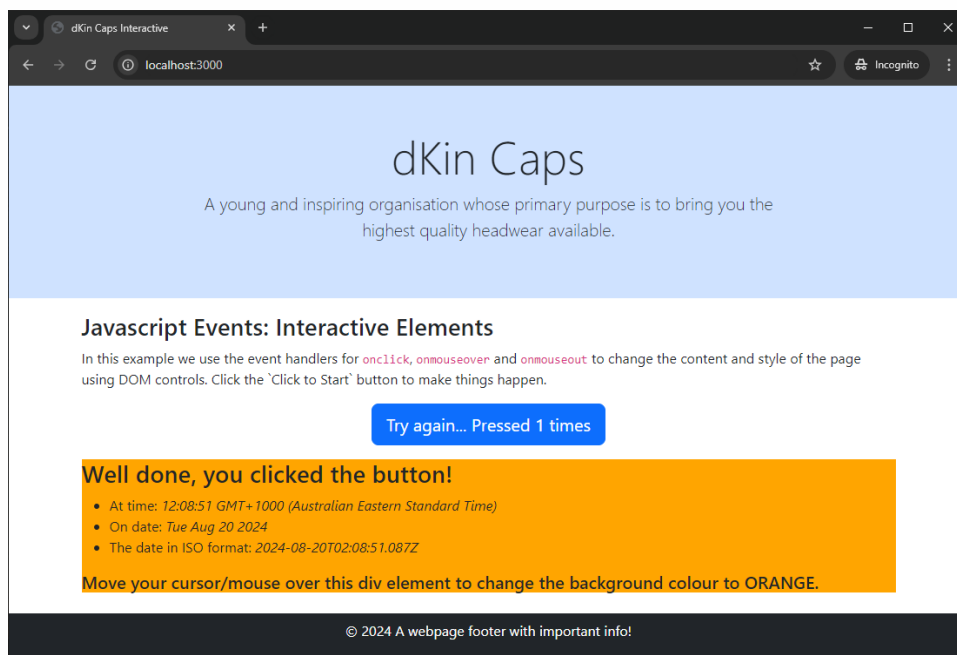 dKin Caps Interactive
localhost:3000
Incognito
dKin Caps
A young and inspiring organisation whose primary purpose is to bring you the
highest quality headwear available.
Javascript Events: Interactive Elements
In this example we use the event handlers for onclick, onmouseover and onmouseout to change the content and style of the page
using DOM controls. Click the `Click to Start` button to make things happen.
Try again... Pressed 1 times
Well done, you clicked the button!
• At time: 12:08:51 GMT+1000 (Australian Eastern Standard Time)
• On date: Tue Aug 20 2024
• The date in ISO format: 2024-08-20T02:08:51.087Z
Move your cursor/mouse over this div element to change the background colour to ORANGE.
© 2024 A webpage footer with important info!